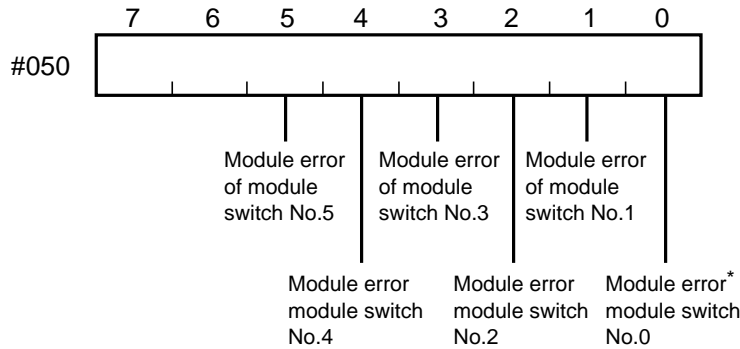 7 6 5 4 3 2 1 0
#050
Module error
of module
switch No.5
Module error
of module
switch No.3
Module error
of module
switch No.1
Module error
module switch
No.4
Module error
module switch
No.2
Module error*
module switch
No.0